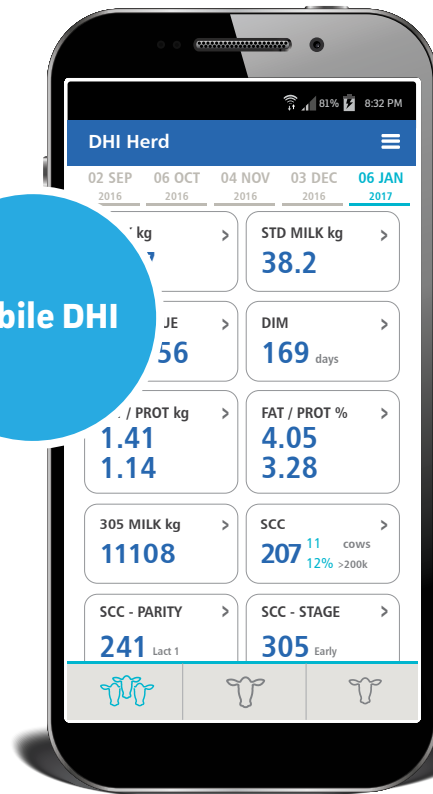 81% 8:32 PM
DHI Herd
02 SEP 06 OCT 04 NOV 03 DEC 06 JAN
2016 2016 2016 2016 2017
kg STD MILK kg
38.2
bile DHI
UE DIM
56 169 days
/ PROT kg FAT / PROT %
1.41 4.05
1.14 3.28
305 MILK kg SCC
11108 207 11 cows
12% >200k
SCC - PARITY SCC - STAGE
241 Lact 1 305 Early